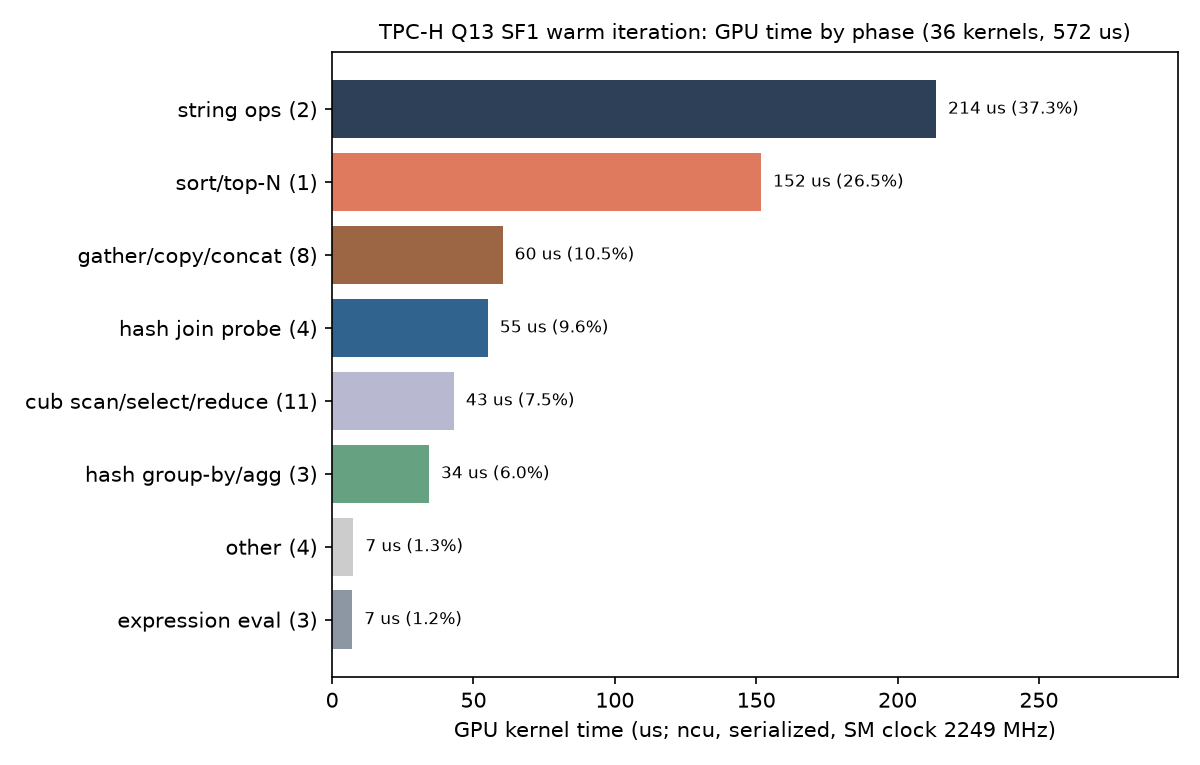 TPC-H Q13 SF1 warm iteration: GPU time by phase (36 kernels, 572 us)
string ops (2)
214 us (37.3%)
sort/top-N (1)
152 us (26.5%)
gather/copy/concat (8)
60 us (10.5%)
hash join probe (4)
55 us (9.6%)
cub scan/select/reduce (11)
43 us (7.5%)
hash group-by/agg (3)
34 us (6.0%)
other (4)
7 us (1.3%)
expression eval (3)
7 us (1.2%)
0 50 100 150 200 250
GPU kernel time (us; ncu, serialized, SM clock 2249 MHz)